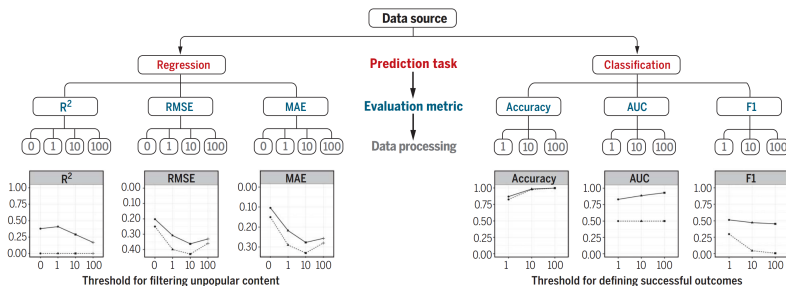 Data source
Regression
Prediction task
Classification
R²
RMSE
MAE
Evaluation metric
Accuracy
AUC
F1
0 1 10 100
0 1 10 100
0 1 10 100
Data processing
1 10 100
1 10 100
1 10 100
R²
1.00
0.75
0.50
0.25
0.00
0 1 10 100
RMSE
0.00
0.10
0.20
0.30
0.40
0 1 10 100
MAE
0.00
0.10
0.20
0.30
0 1 10 100
Threshold for filtering unpopular content
Accuracy
1.00
0.75
0.50
0.25
0.00
1 10 100
AUC
1.00
0.75
0.50
0.25
0.00
1 10 100
F1
1.00
0.75
0.50
0.25
0.00
1 10 100
Threshold for defining successful outcomes